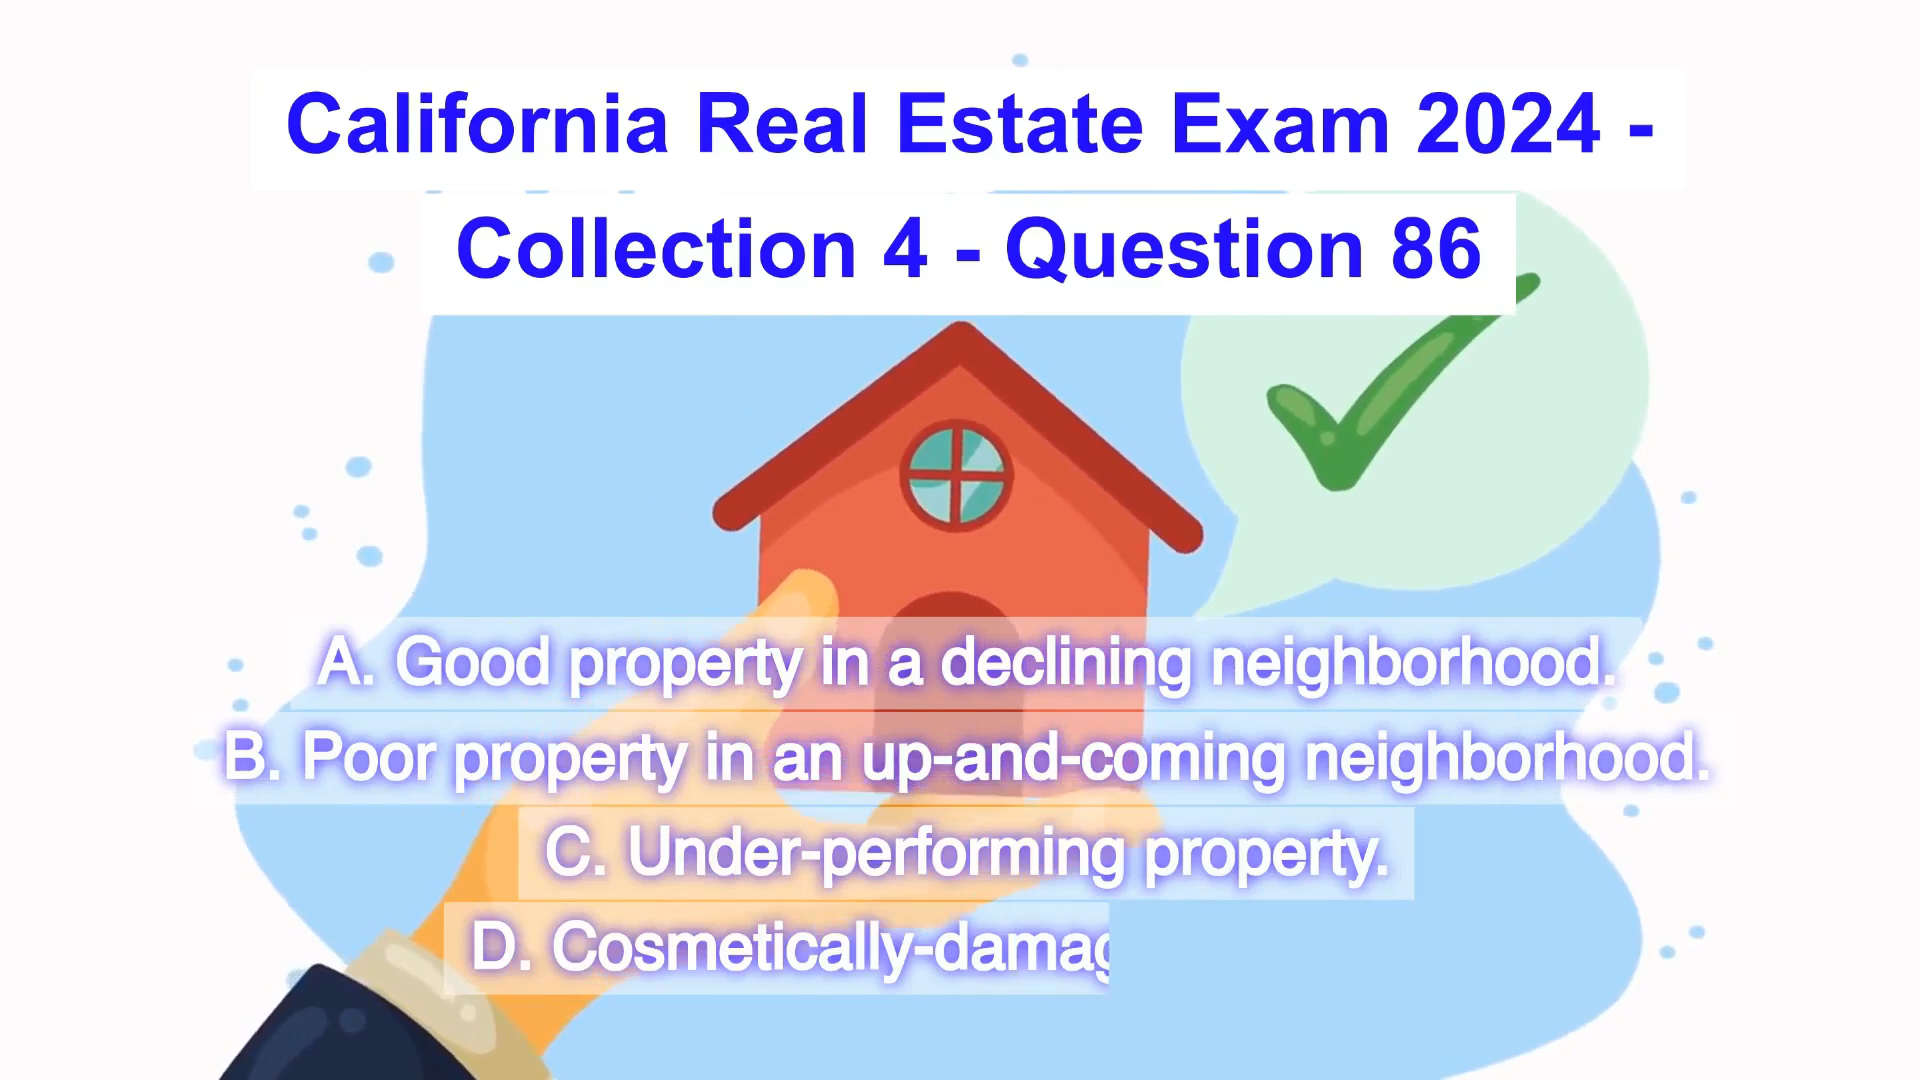 California Real Estate Exam 2024 -
Collection 4 - Question 86
A. Good property in a declining neighborhood.
B. Poor property in an up-and-coming neighborhood.
C. Under-performing property.
D. Cosmetically-damag